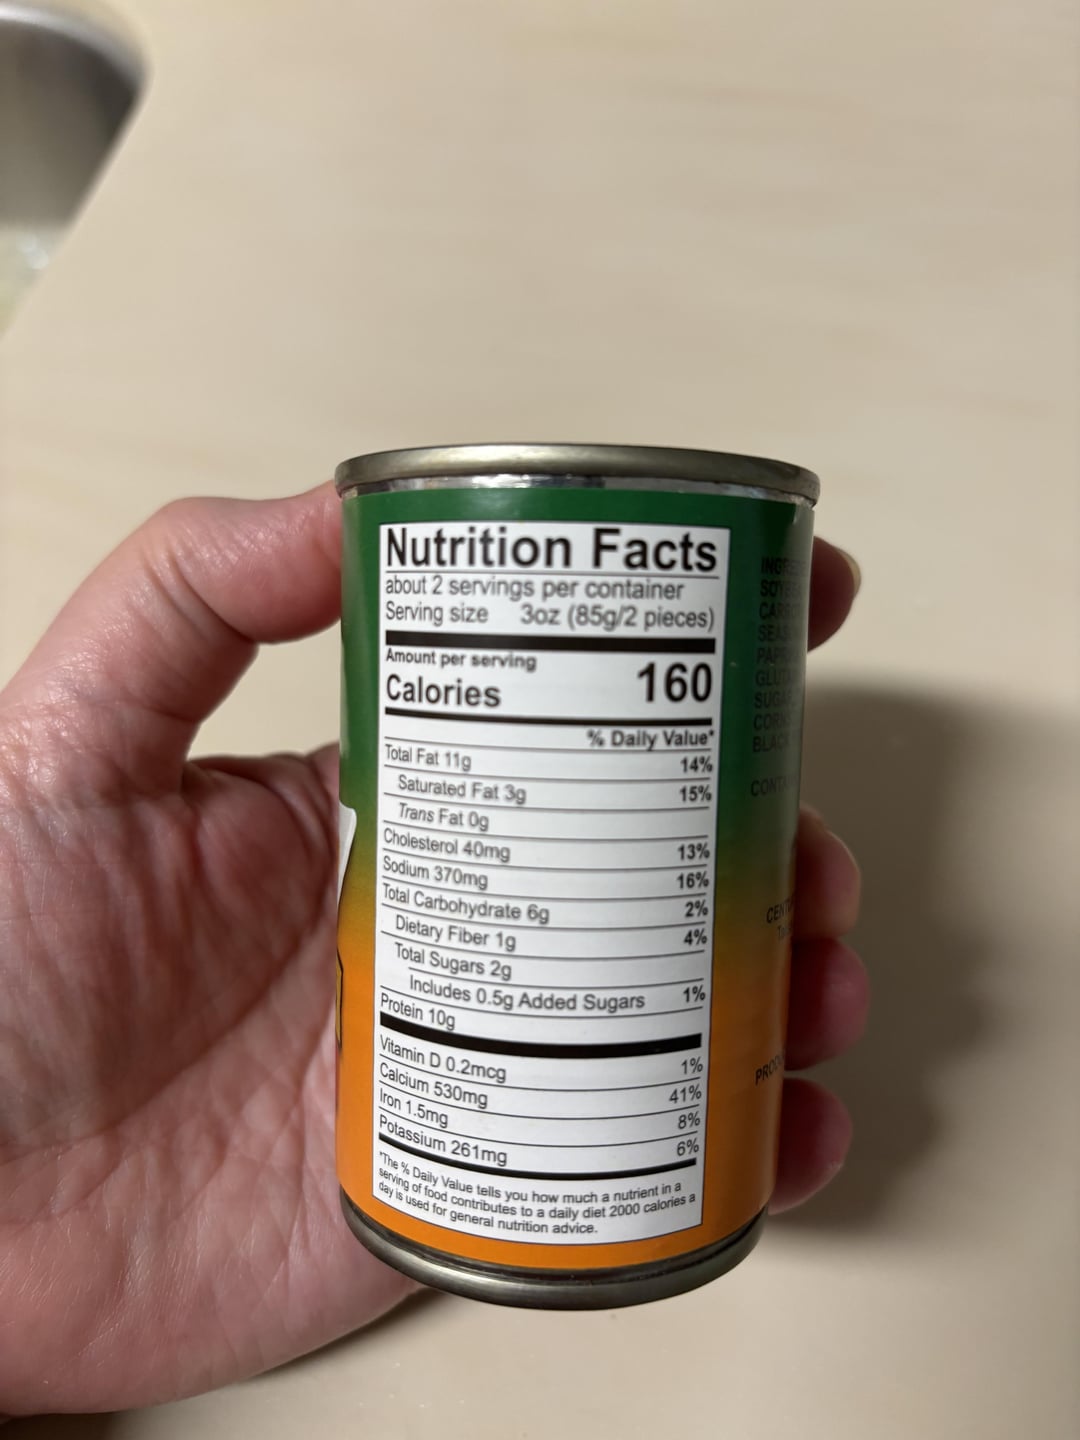 Nutrition Facts
about 2 servings per container
Serving size 3oz (85g/2 pieces)
Amount per serving
Calories 160
% Daily Value*
Total Fat 11g 14%
Saturated Fat 3g 15%
Trans Fat 0g
Cholesterol 40mg 13%
Sodium 370mg 16%
Total Carbohydrate 6g 2%
Dietary Fiber 1g 4%
Total Sugars 2g
Includes 0.5g Added Sugars 1%
Protein 10g
Vitamin D 0.2mcg 1%
Calcium 530mg 41%
Iron 1.5mg 8%
Potassium 261mg 6%
*The % Daily Value tells you how much a nutrient in a
serving of food contributes to a daily diet 2000 calories a
day is used for general nutrition advice.
BLACK